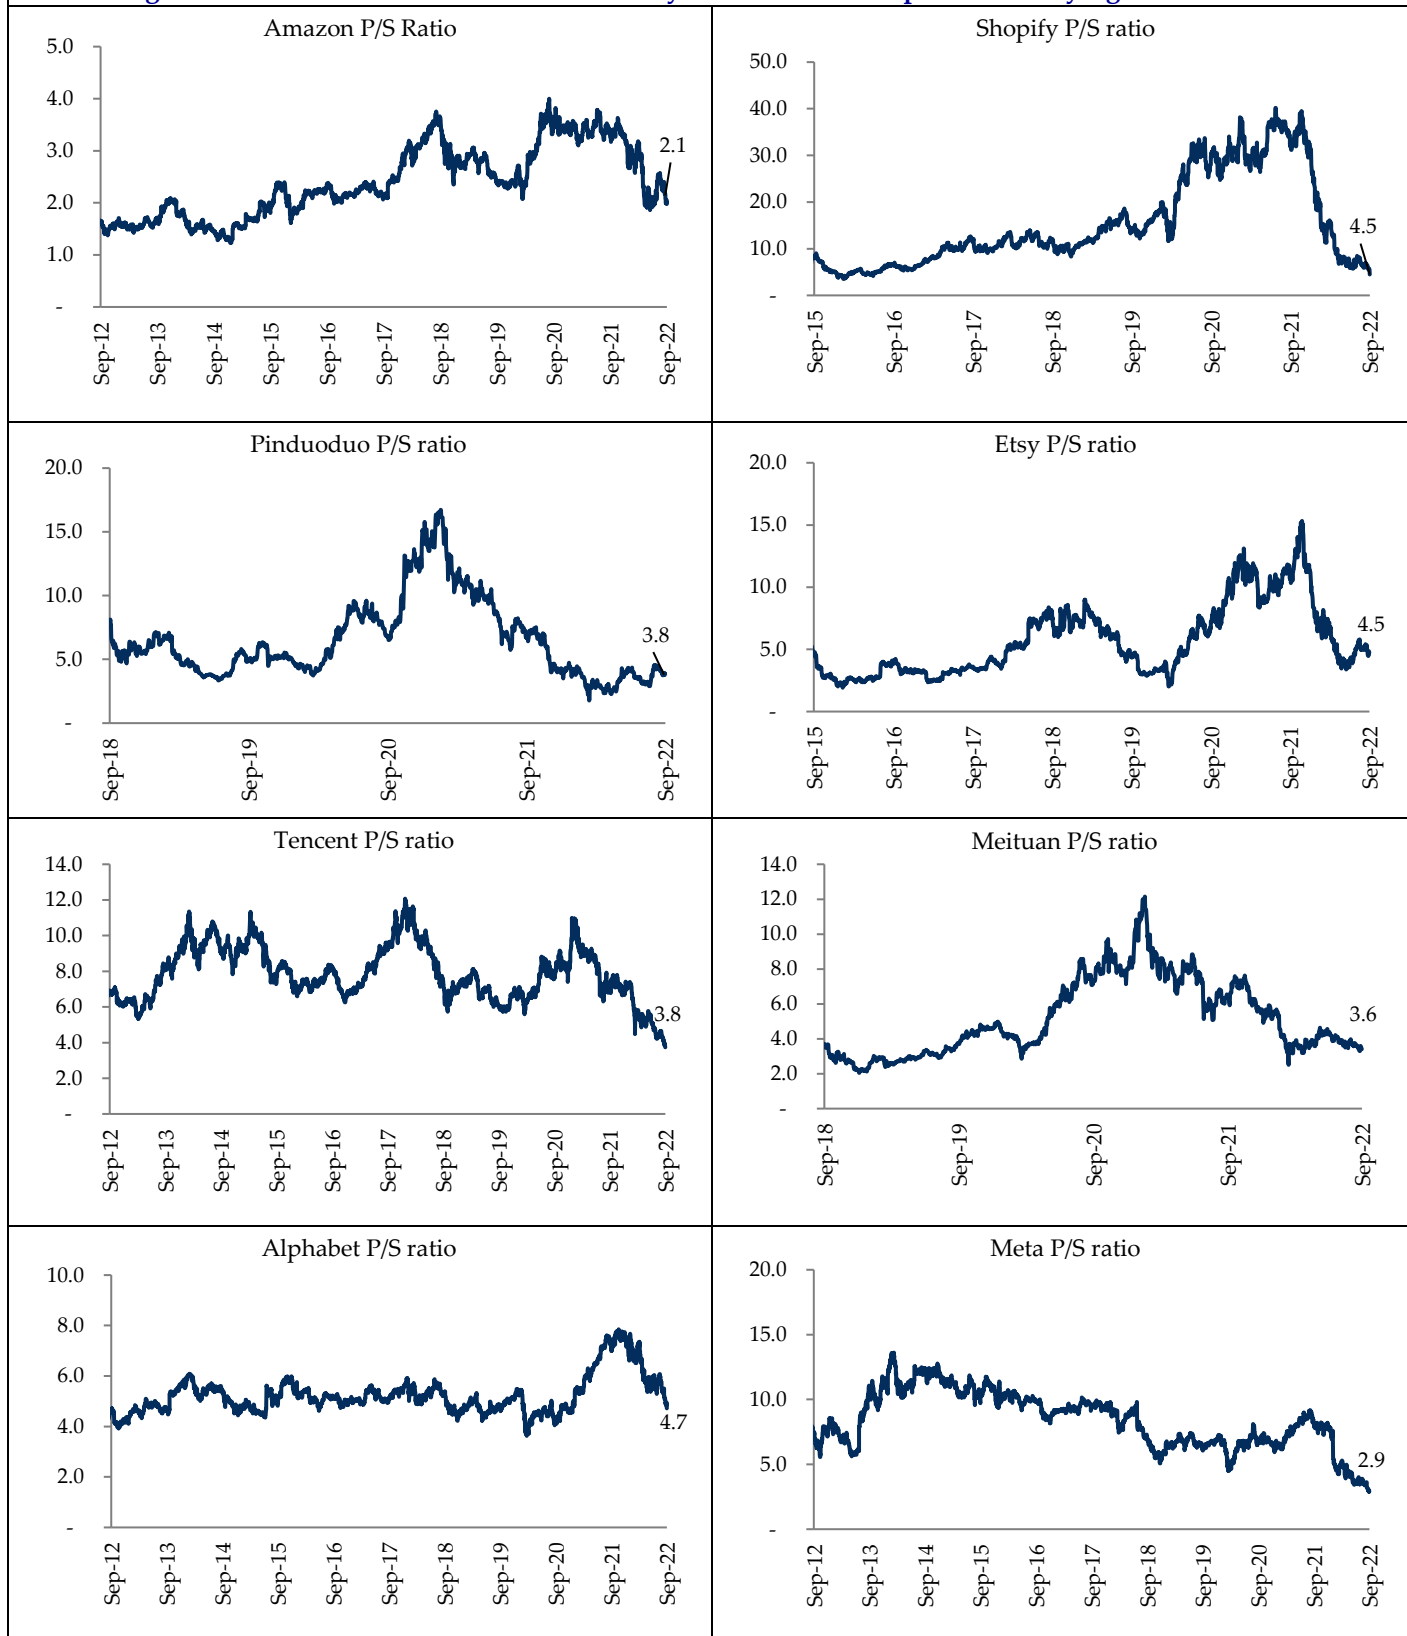 Amazon P/S Ratio
5.0
4.0
3.0
2.0
1.0
-
2.1
Sep-12
Sep-13
Sep-14
Sep-15
Sep-16
Sep-17
Sep-18
Sep-19
Sep-20
Sep-21
Sep-22
Shopify P/S ratio
50.0
40.0
30.0
20.0
10.0
-
4.5
Sep-15
Sep-16
Sep-17
Sep-18
Sep-19
Sep-20
Sep-21
Sep-22
Pinduoduo P/S ratio
20.0
15.0
10.0
5.0
-
3.8
Sep-18
Sep-19
Sep-20
Sep-21
Sep-22
Etsy P/S ratio
20.0
15.0
10.0
5.0
-
4.5
Sep-15
Sep-16
Sep-17
Sep-18
Sep-19
Sep-20
Sep-21
Sep-22
Tencent P/S ratio
14.0
12.0
10.0
8.0
6.0
4.0
2.0
-
3.8
Sep-12
Sep-13
Sep-14
Sep-15
Sep-16
Sep-17
Sep-18
Sep-19
Sep-20
Sep-21
Sep-22
Meituan P/S ratio
14.0
12.0
10.0
8.0
6.0
4.0
2.0
-
3.6
Sep-18
Sep-19
Sep-20
Sep-21
Sep-22
Alphabet P/S ratio
10.0
8.0
6.0
4.0
2.0
-
4.7
Sep-12
Sep-13
Sep-14
Sep-15
Sep-16
Sep-17
Sep-18
Sep-19
Sep-20
Sep-21
Sep-22
Meta P/S ratio
20.0
15.0
10.0
5.0
-
2.9
Sep-12
Sep-13
Sep-14
Sep-15
Sep-16
Sep-17
Sep-18
Sep-19
Sep-20
Sep-21
Sep-22